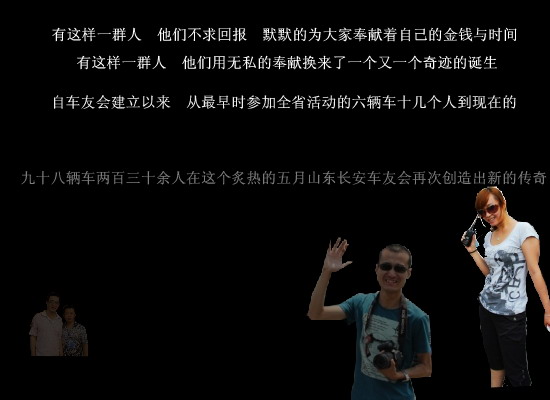 有这样一群人　他们不求回报　默默的为大家奉献着自己的金钱与时间
有这样一群人　他们用无私的奉献换来了一个又一个奇迹的诞生
自车友会建立以来　从最早时参加全省活动的六辆车十几个人到现在的
九十八辆车两百三十余人在这个炙热的五月山东长安车友会再次创造出新的传奇